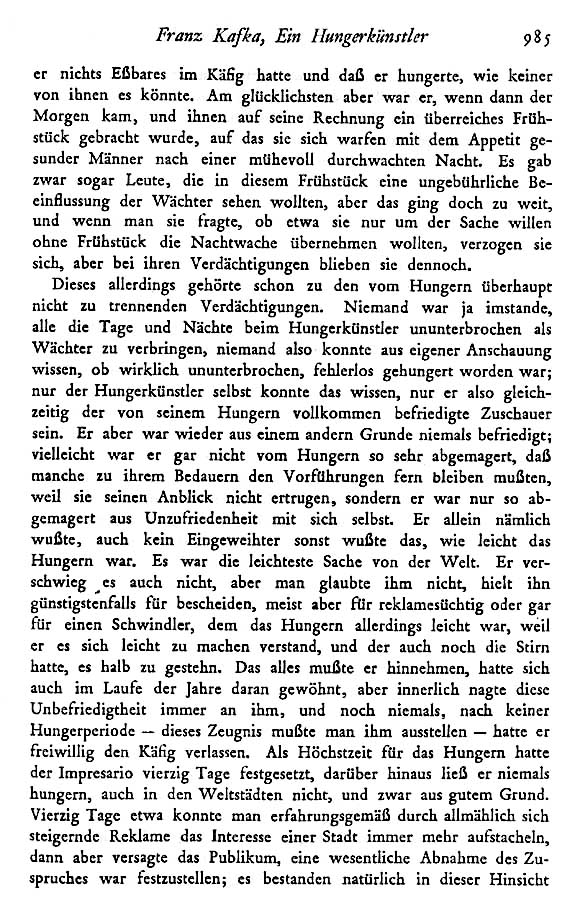 Franz Kafka, Ein Hungerkünstler 985
er nichts Eßbares im Käfig hatte und daß er hungerte, wie keiner
von ihnen es könnte. Am glücklichsten aber war er, wenn dann der
Morgen kam, und ihnen auf seine Rechnung ein überreiches Früh-
stück gebracht wurde, auf das sie sich warfen mit dem Appetit ge-
sunder Männer nach einer mühevoll durchwachten Nacht. Es gab
zwar sogar Leute, die in diesem Frühstück eine ungebührliche Be-
einflussung der Wächter sehen wollten, aber das ging doch zu weit,
und wenn man sie fragte, ob etwa sie nur um der Sache willen
ohne Frühstück die Nachtwache übernehmen wollten, verzogen sie
sich, aber bei ihren Verdächtigungen blieben sie dennoch.
Dieses allerdings gehörte schon zu den vom Hungern überhaupt
nicht zu trennenden Verdächtigungen. Niemand war ja imstande,
alle die Tage und Nächte beim Hungerkünstler ununterbrochen als
Wächter zu verbringen, niemand also konnte aus eigener Anschauung
wissen, ob wirklich ununterbrochen, fehlerlos gehungert worden war;
nur der Hungerkünstler selbst konnte das wissen, nur er also gleich-
zeitig der von seinem Hungern vollkommen befriedigte Zuschauer
sein. Er aber war wieder aus einem andern Grunde niemals befriedigt;
vielleicht war er gar nicht vom Hungern so sehr abgemagert, daß
manche zu ihrem Bedauern den Vorführungen fern bleiben mußten,
weil sie seinen Anblick nicht ertrugen, sondern er war nur so ab-
gemagert aus Unzufriedenheit mit sich selbst. Er allein nämlich
wußte, auch kein Eingeweihter sonst wußte das, wie leicht das
Hungern war. Es war die leichteste Sache von der Welt. Er ver-
schwieg es auch nicht, aber man glaubte ihm nicht, hielt ihn
günstigstenfalls für bescheiden, meist aber für reklamesüchtig oder gar
für einen Schwindler, dem das Hungern allerdings leicht war, weil
er es sich leicht zu machen verstand, und der auch noch die Stirn
hatte, es halb zu gestehn. Das alles mußte er hinnehmen, hatte sich
auch im Laufe der Jahre daran gewöhnt, aber innerlich nagte diese
Unbefriedigtheit immer an ihm, und noch niemals, nach keiner
Hungerperiode — dieses Zeugnis mußte man ihm ausstellen — hatte er
freiwillig den Käfig verlassen. Als Höchstzeit für das Hungern hatte
der Impresario vierzig Tage festgesetzt, darüber hinaus ließ er niemals
hungern, auch in den Weltstädten nicht, und zwar aus gutem Grund.
Vierzig Tage etwa konnte man erfahrungsgemäß durch allmählich sich
steigernde Reklame das Interesse einer Stadt immer mehr aufstacheln,
dann aber versagte das Publikum, eine wesentliche Abnahme des Zu-
spruches war festzustellen; es bestanden natürlich in dieser Hinsicht